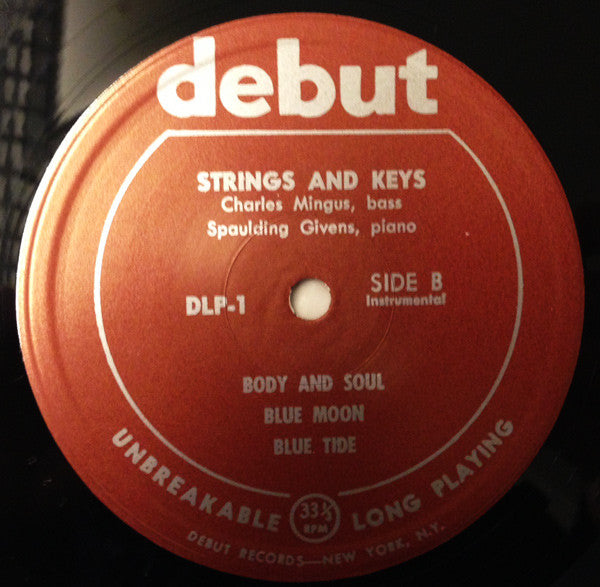 debut
STRINGS AND KEYS
Charles Mingus, bass
Spaulding Givens, piano
DLP-1
SIDE B
Instrumental
BODY AND SOUL
BLUE MOON
BLUE TIDE
UNBREAKABLE 33⅓ RPM LONG PLAYING
DEBUT RECORDS—NEW YORK, N.Y.